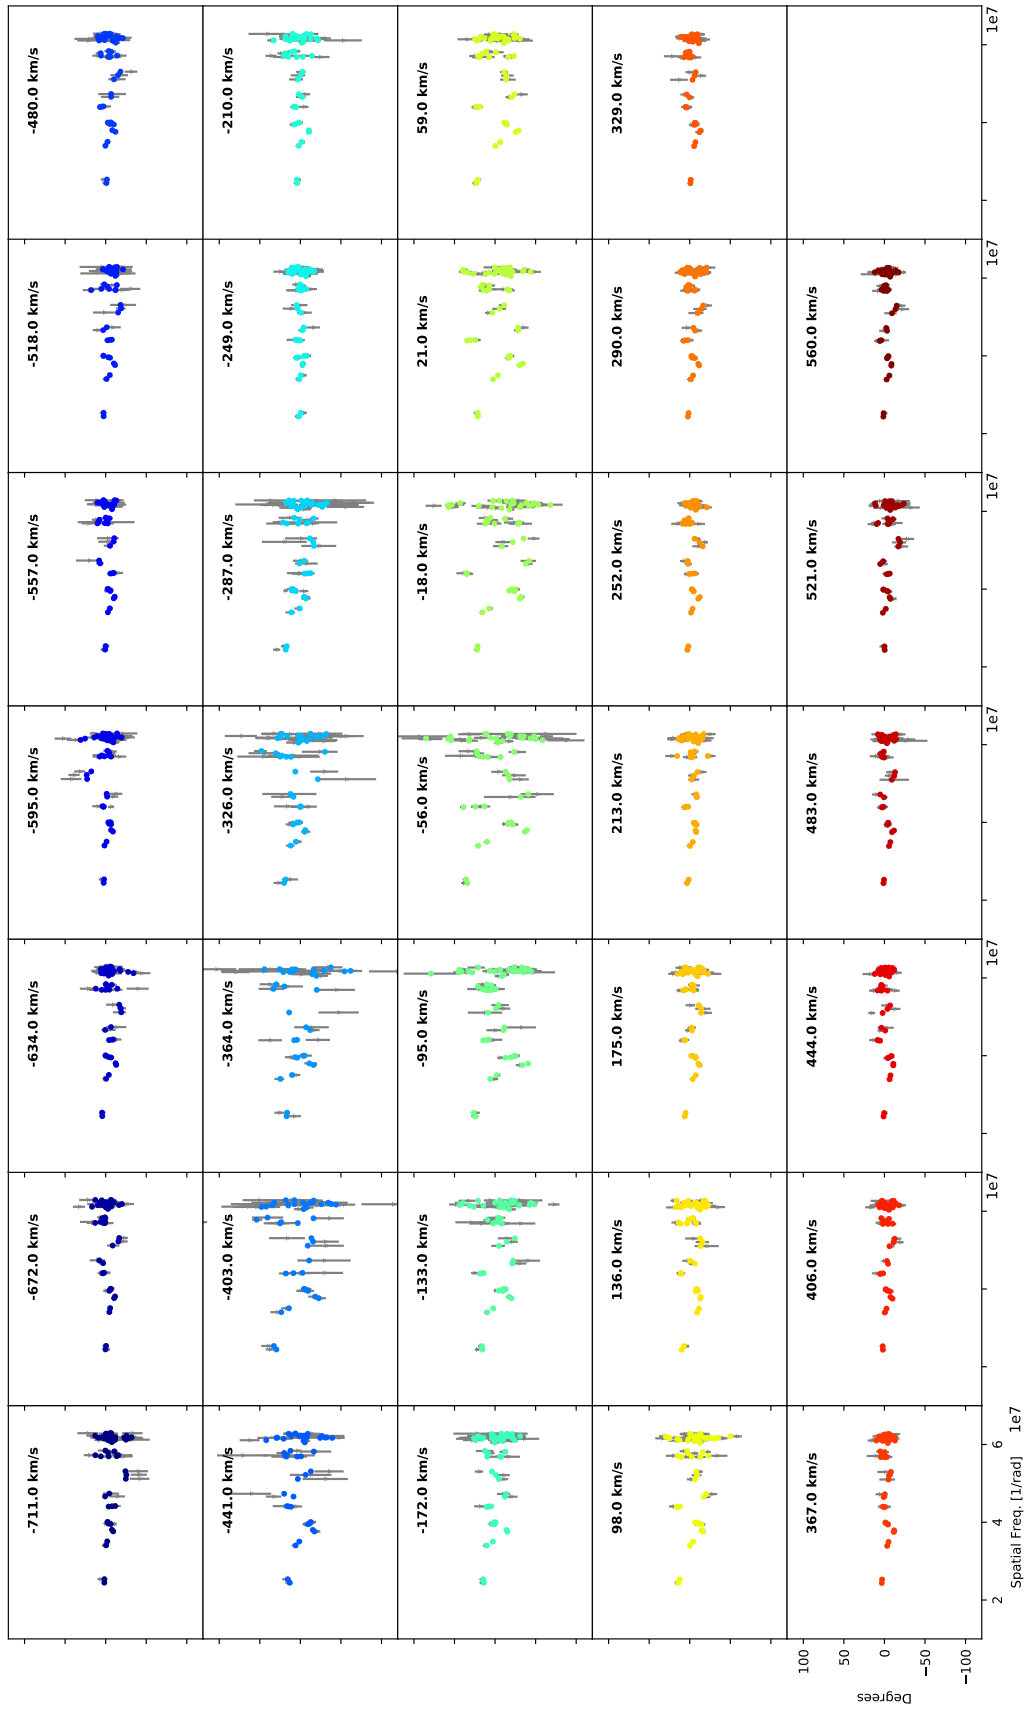 -711.0 km/s
-672.0 km/s
-634.0 km/s
-595.0 km/s
-557.0 km/s
-518.0 km/s
-480.0 km/s
-441.0 km/s
-403.0 km/s
-364.0 km/s
-326.0 km/s
-287.0 km/s
-249.0 km/s
-210.0 km/s
-172.0 km/s
-133.0 km/s
-95.0 km/s
-56.0 km/s
-18.0 km/s
21.0 km/s
59.0 km/s
98.0 km/s
136.0 km/s
175.0 km/s
213.0 km/s
252.0 km/s
290.0 km/s
329.0 km/s
367.0 km/s
406.0 km/s
444.0 km/s
483.0 km/s
521.0 km/s
560.0 km/s
Degrees
100
50
0
−50
−100
2
4
6
1e7
1e7
1e7
1e7
1e7
1e7
1e7
Spatial Freq. [1/rad]